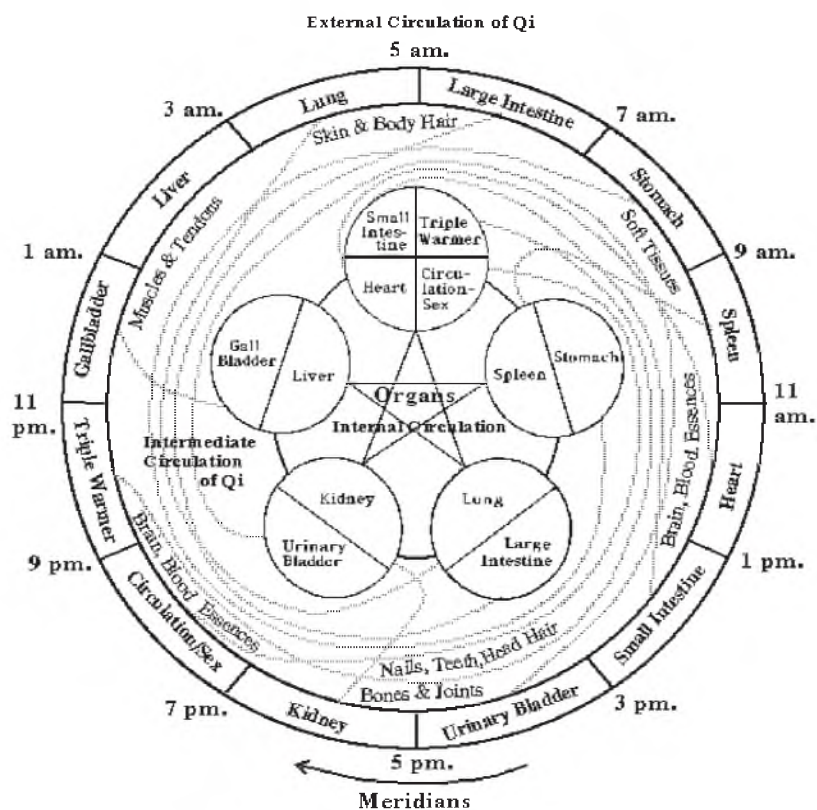 External Circulation of Qi
5 am.
Lung
Large Intestine
3 am.
7 am.
Skin & Body Hair
Liver
Stomach
Muscles & Tendons
Soft Tissues
Small
Intes-
tine
Triple
Warmer
1 am.
9 am.
Heart
Circu-
lation-
Sex
Gallbladder
Spleen
Gall
Bladder
Liver
Spleen
Stomach
Organs
Internal Circulation
11
pm.
11
am.
Intermediate
Circulation
of Qi
Triple Warmer
Heart
Brain, Blood Essences
Kidney
Lung
Urinary
Bladder
Large
Intestine
Brain, Blood Essences
9 pm.
1 pm.
Circulation/Sex
Small Intestine
Nails, Teeth, Head Hair
Bones & Joints
7 pm.
3 pm.
Kidney
Urinary Bladder
5 pm.
Meridians